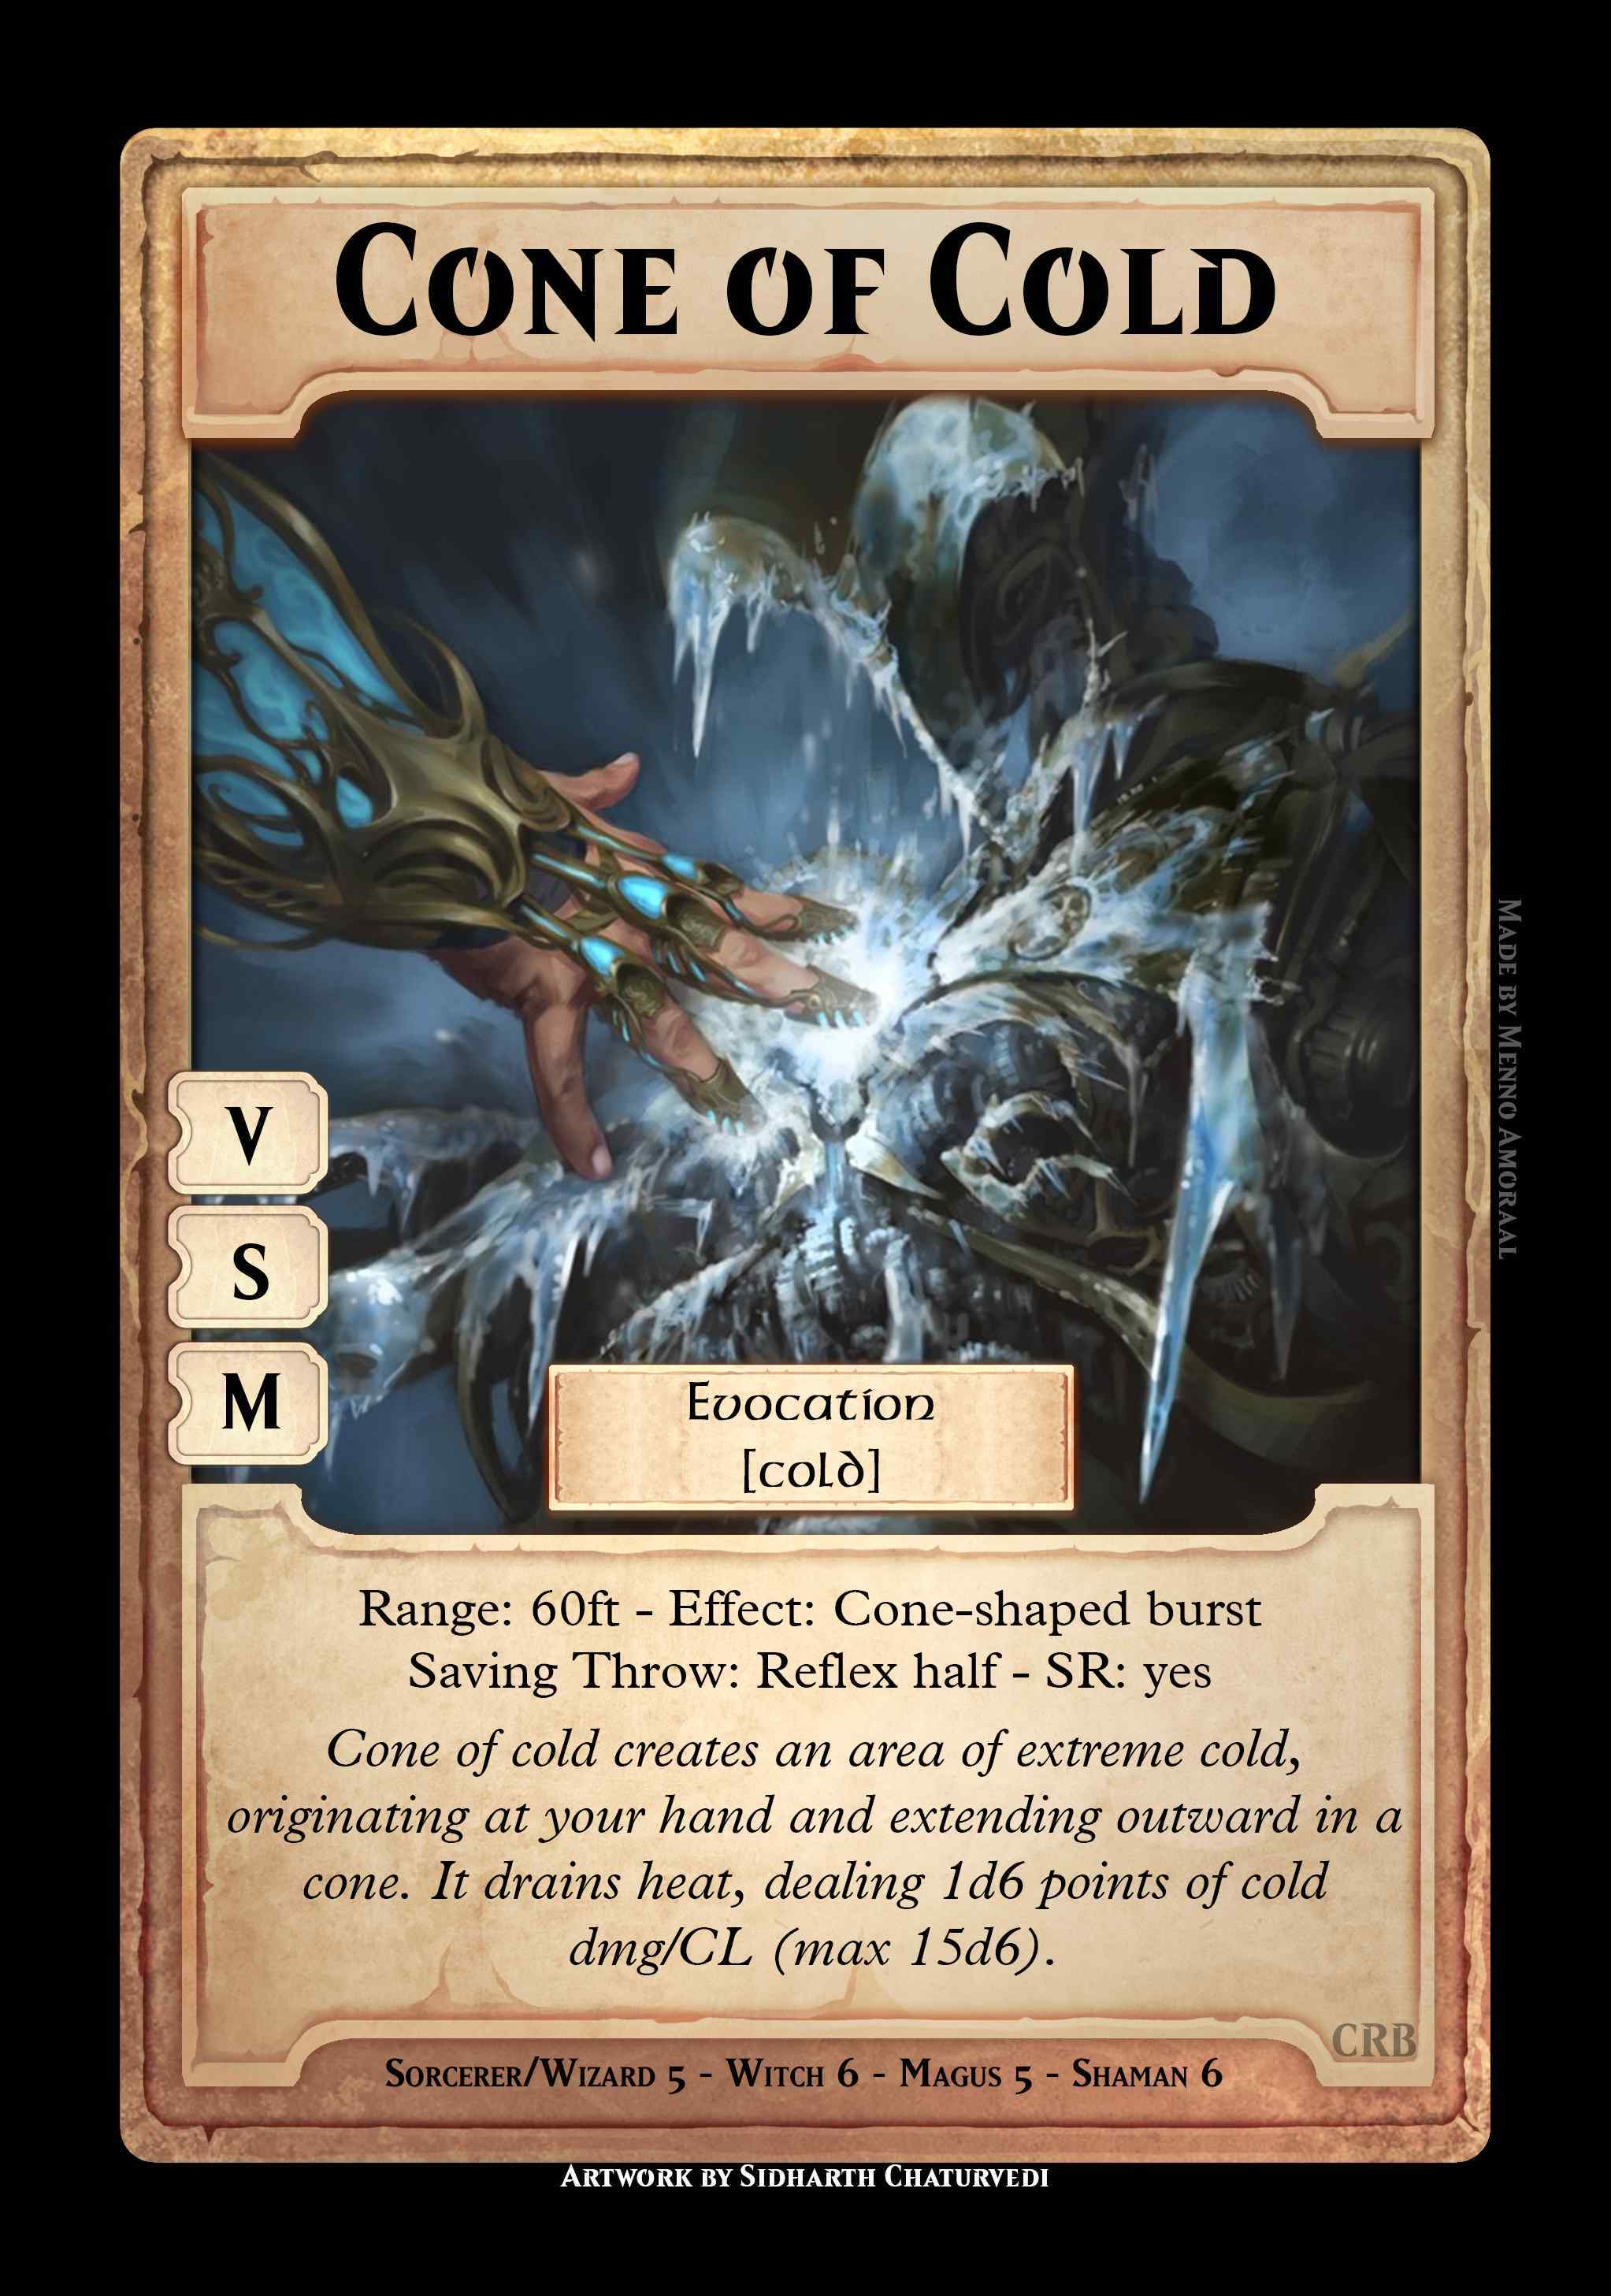 Cone of Cold
V
S
M
Evocation
[cold]
Range: 60ft - Effect: Cone-shaped burst
Saving Throw: Reflex half - SR: yes
Cone of cold creates an area of extreme cold,
originating at your hand and extending outward in a
cone. It drains heat, dealing 1d6 points of cold
dmg/CL (max 15d6).
CRB
Sorcerer/Wizard 5 - Witch 6 - Magus 5 - Shaman 6
Artwork by Sidharth Chaturvedi
Made by Menno Amoraal